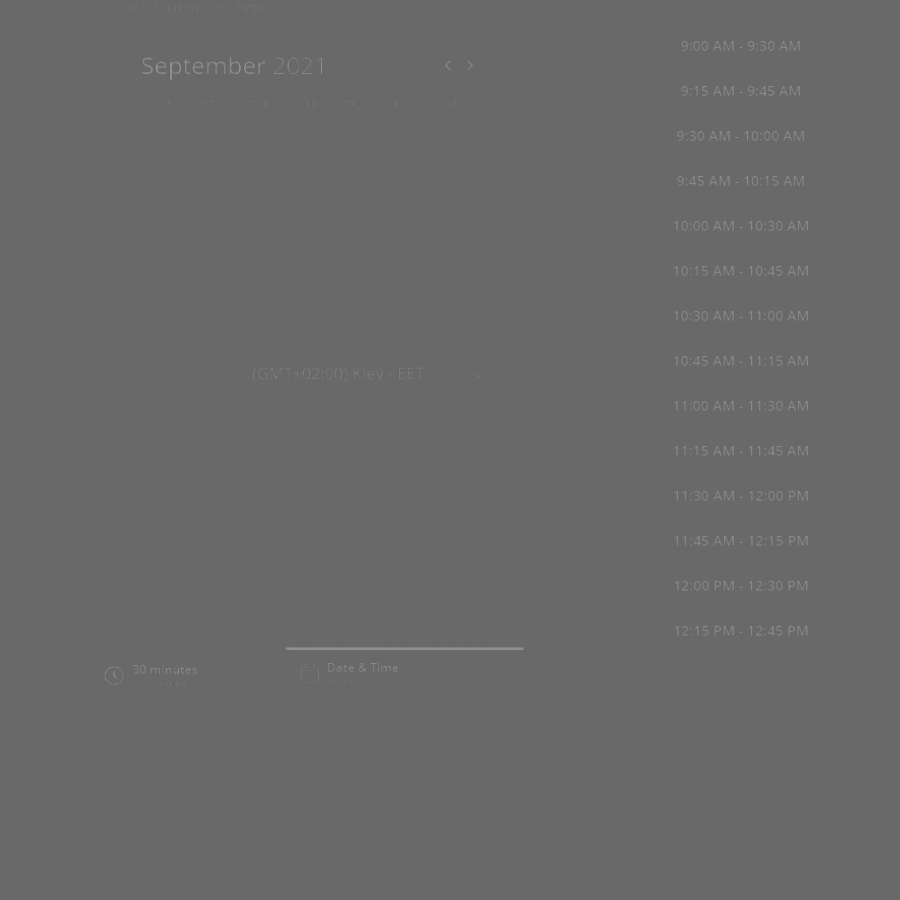 Select a date and time
September 2021
(GMT+02:00) Kiev - EET
9:00 AM - 9:30 AM
9:15 AM - 9:45 AM
9:30 AM - 10:00 AM
9:45 AM - 10:15 AM
10:00 AM - 10:30 AM
10:15 AM - 10:45 AM
10:30 AM - 11:00 AM
10:45 AM - 11:15 AM
11:00 AM - 11:30 AM
11:15 AM - 11:45 AM
11:30 AM - 12:00 PM
11:45 AM - 12:15 PM
12:00 PM - 12:30 PM
12:15 PM - 12:45 PM
30 minutes
Date & Time